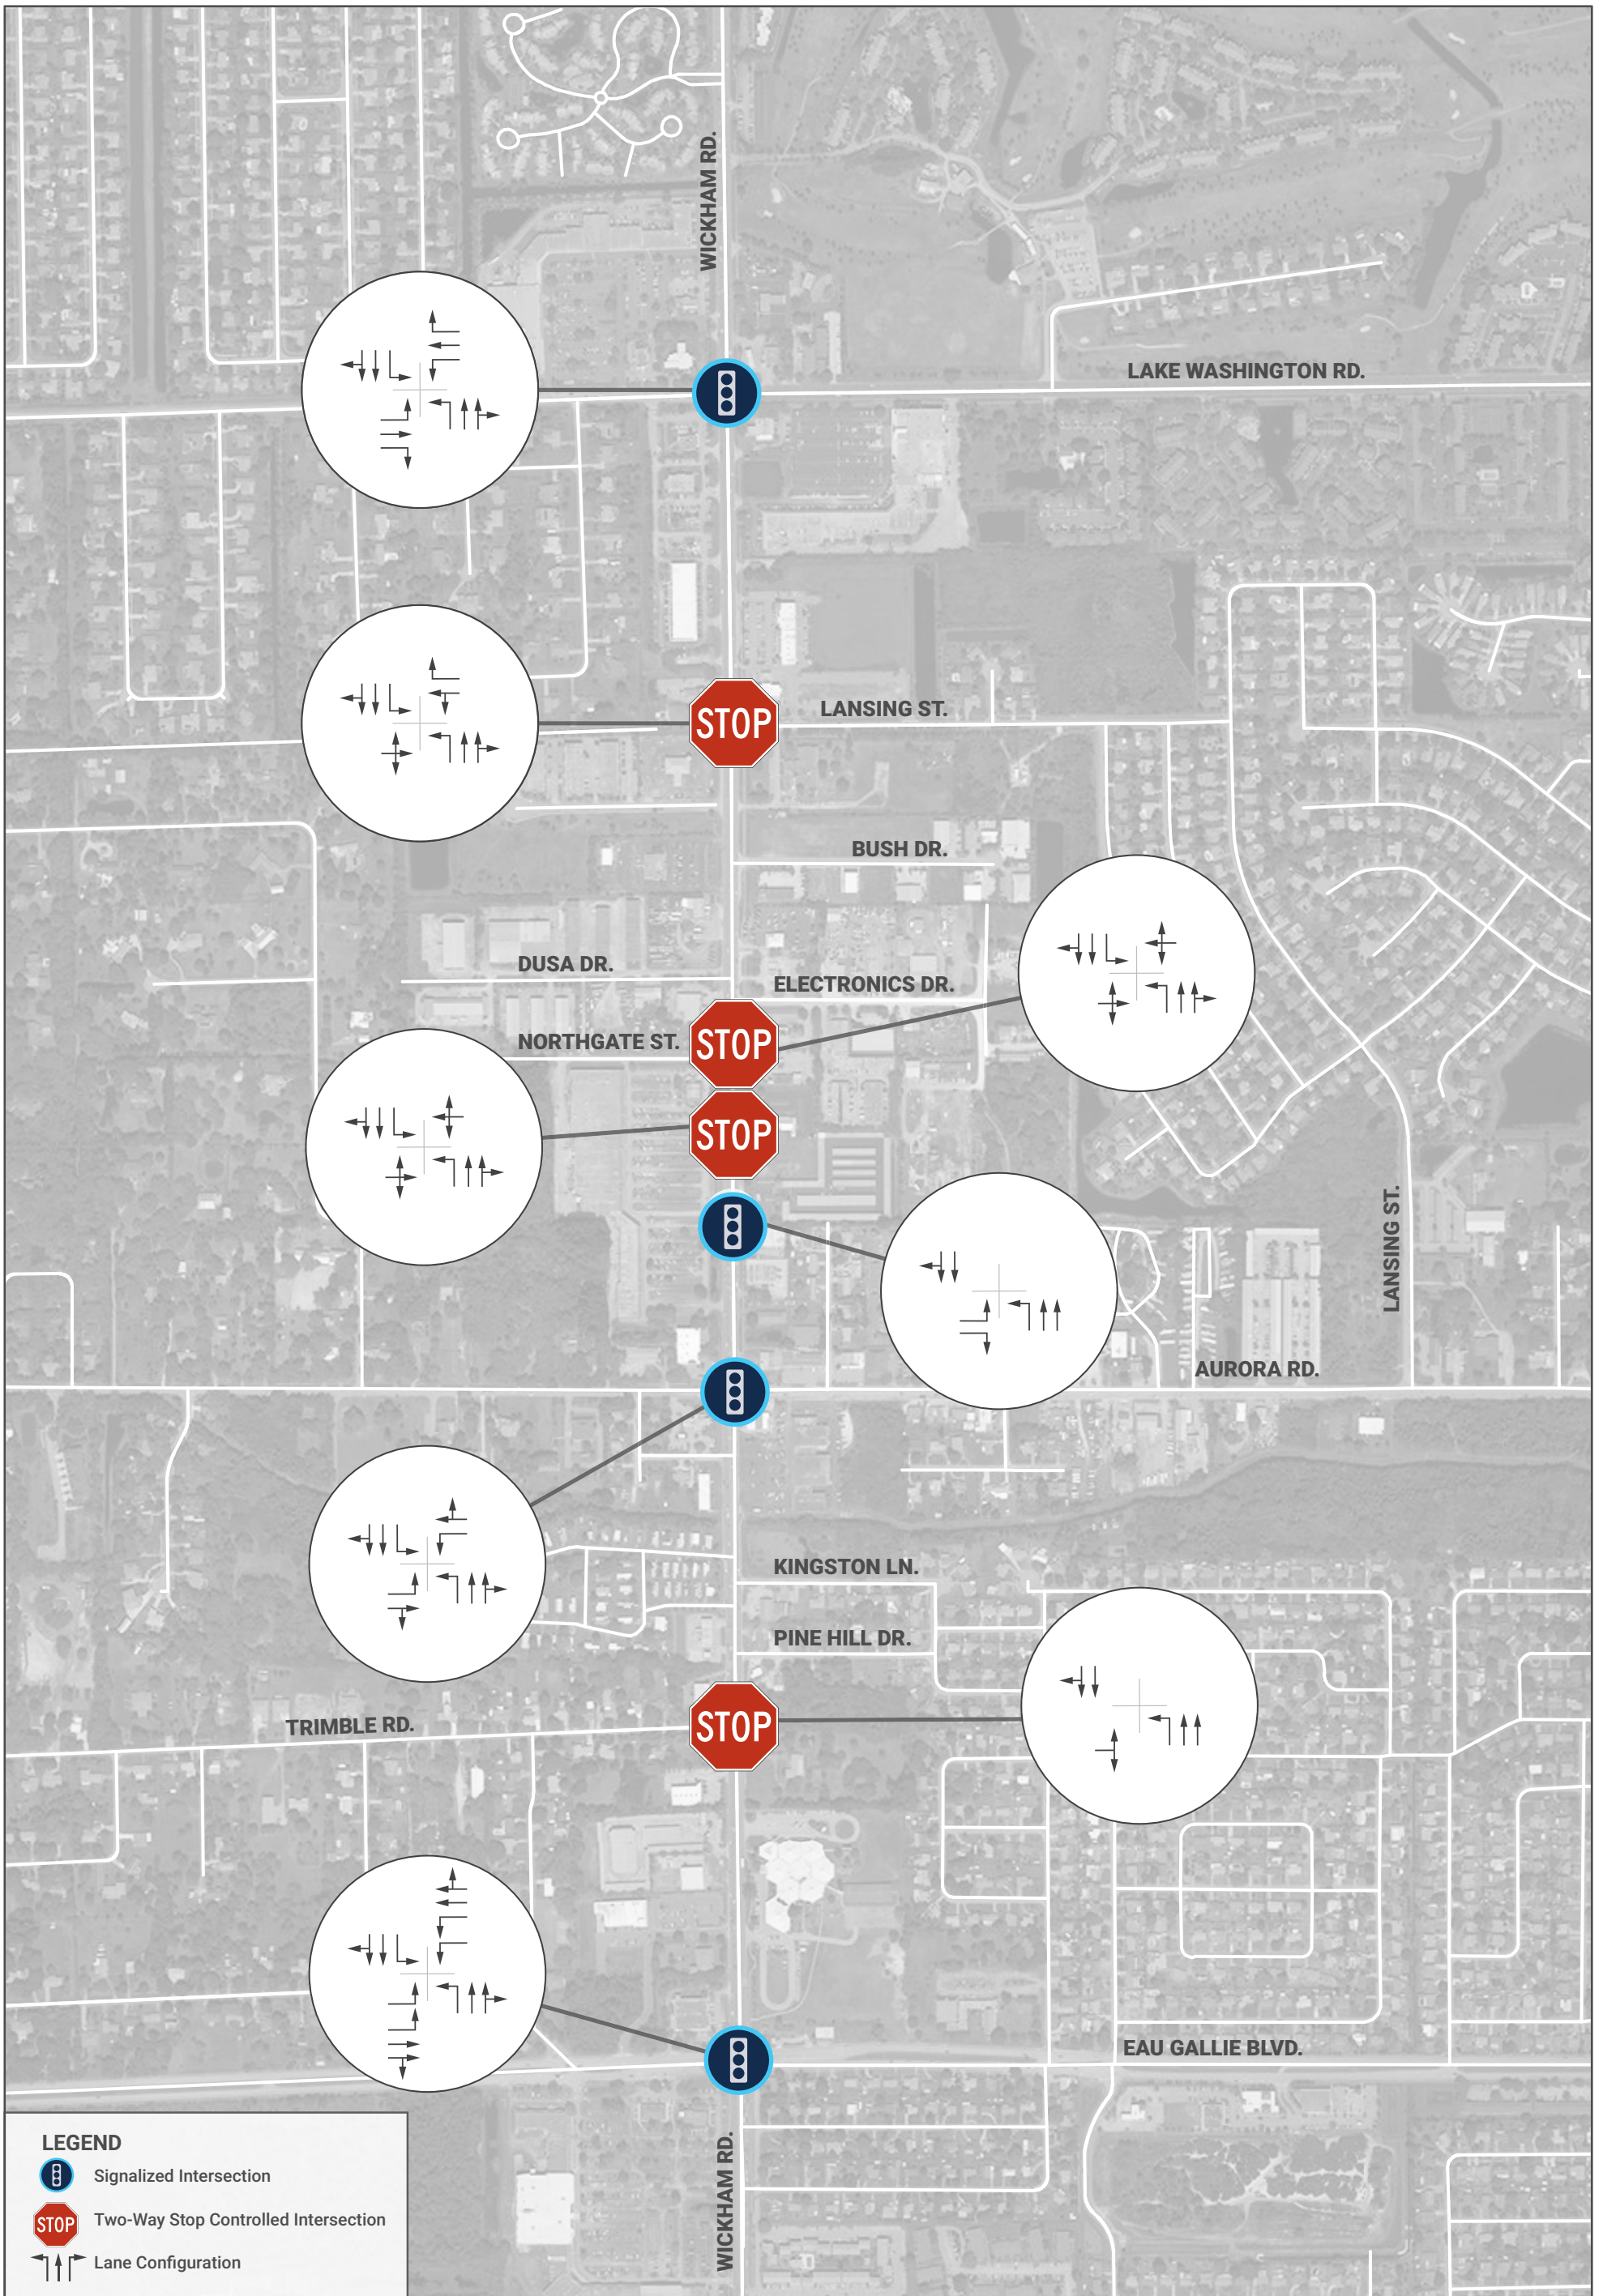 WICKHAM RD.
LAKE WASHINGTON RD.
STOP
LANSING ST.
BUSH DR.
DUSA DR.
ELECTRONICS DR.
NORTHGATE ST.
STOP
STOP
LANSING ST.
AURORA RD.
KINGSTON LN.
PINE HILL DR.
TRIMBLE RD.
STOP
EAU GALLIE BLVD.
WICKHAM RD.
LEGEND
Signalized Intersection
STOP
Two-Way Stop Controlled Intersection
Lane Configuration